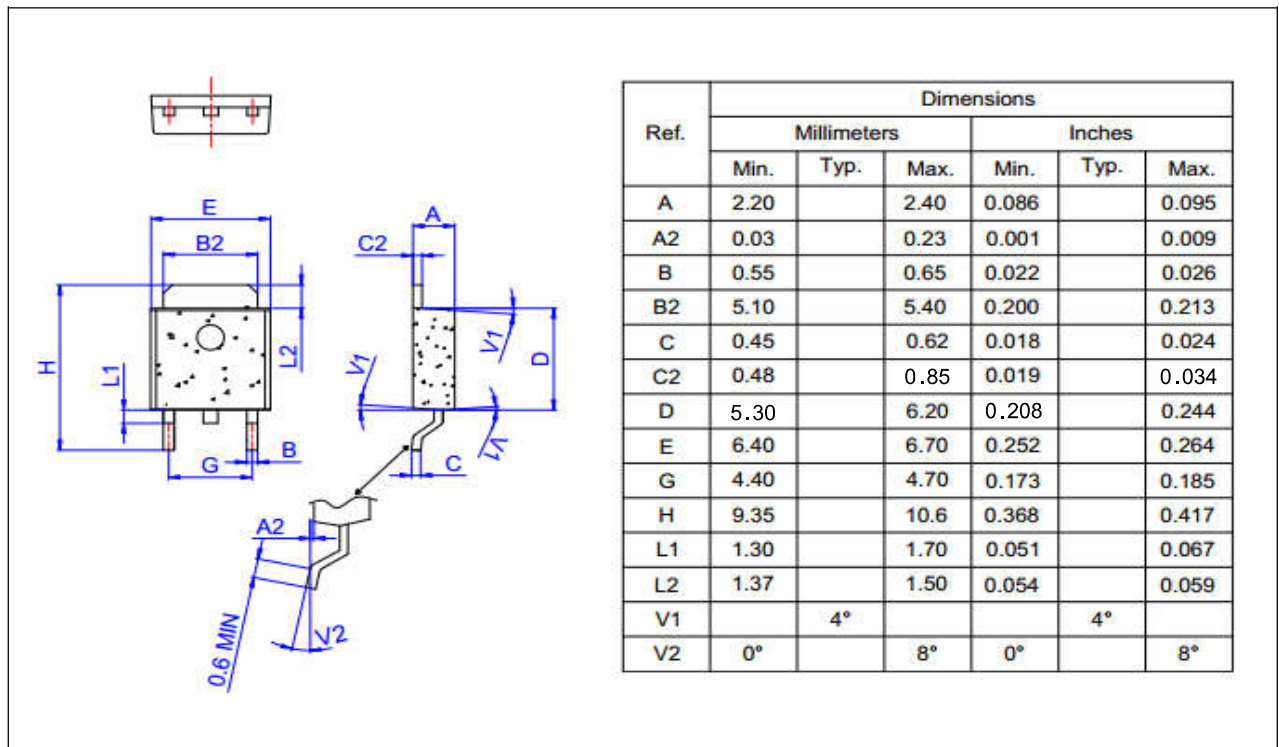 E
B2
H
L1
L2
G
B
A
C2
V1
D
V1
V1
C
A2
0.6 MIN
V2
Ref. Dimensions
Millimeters Inches
Min. Typ. Max. Min. Typ. Max.
A 2.20 2.40 0.086 0.095
A2 0.03 0.23 0.001 0.009
B 0.55 0.65 0.022 0.026
B2 5.10 5.40 0.200 0.213
C 0.45 0.62 0.018 0.024
C2 0.48 0.85 0.019 0.034
D 5.30 6.20 0.208 0.244
E 6.40 6.70 0.252 0.264
G 4.40 4.70 0.173 0.185
H 9.35 10.6 0.368 0.417
L1 1.30 1.70 0.051 0.067
L2 1.37 1.50 0.054 0.059
V1 4° 4°
V2 0° 8° 0° 8°